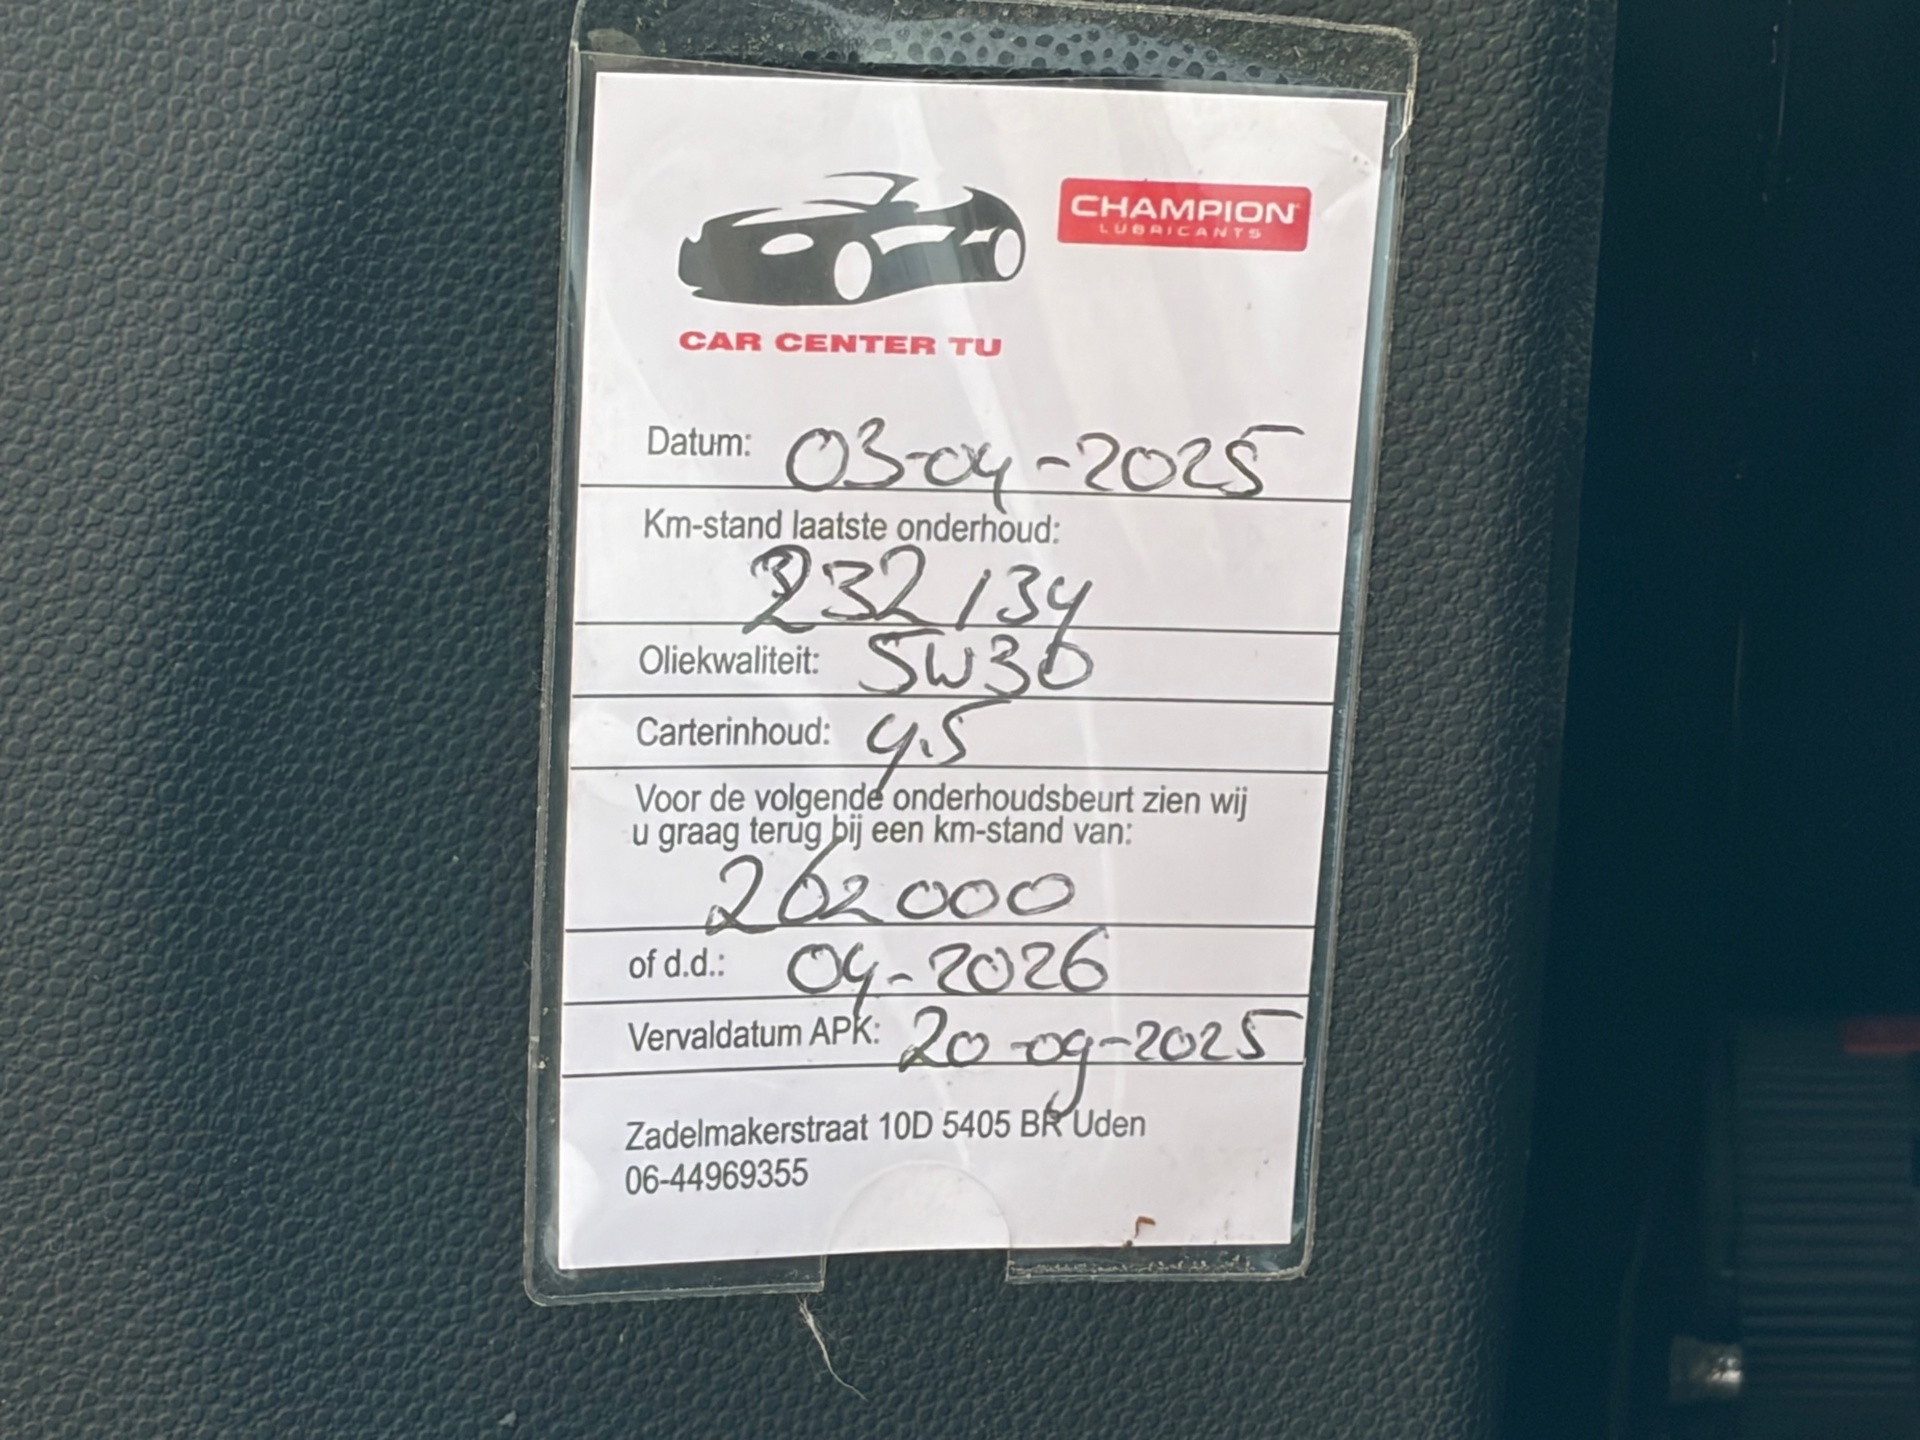 CHAMPION
LUBRICANTS
CAR CENTER TU
Datum: 03-04-2025
Km-stand laatste onderhoud:
232134
Oliekwaliteit: 5W30
Carterinhoud: 4.5
Voor de volgende onderhoudsbeurt zien wij
u graag terug bij een km-stand van:
262000
of d.d.: 04-2026
Vervaldatum APK: 20-09-2025
Zadelmakerstraat 10D 5405 BR Uden
06-44969355